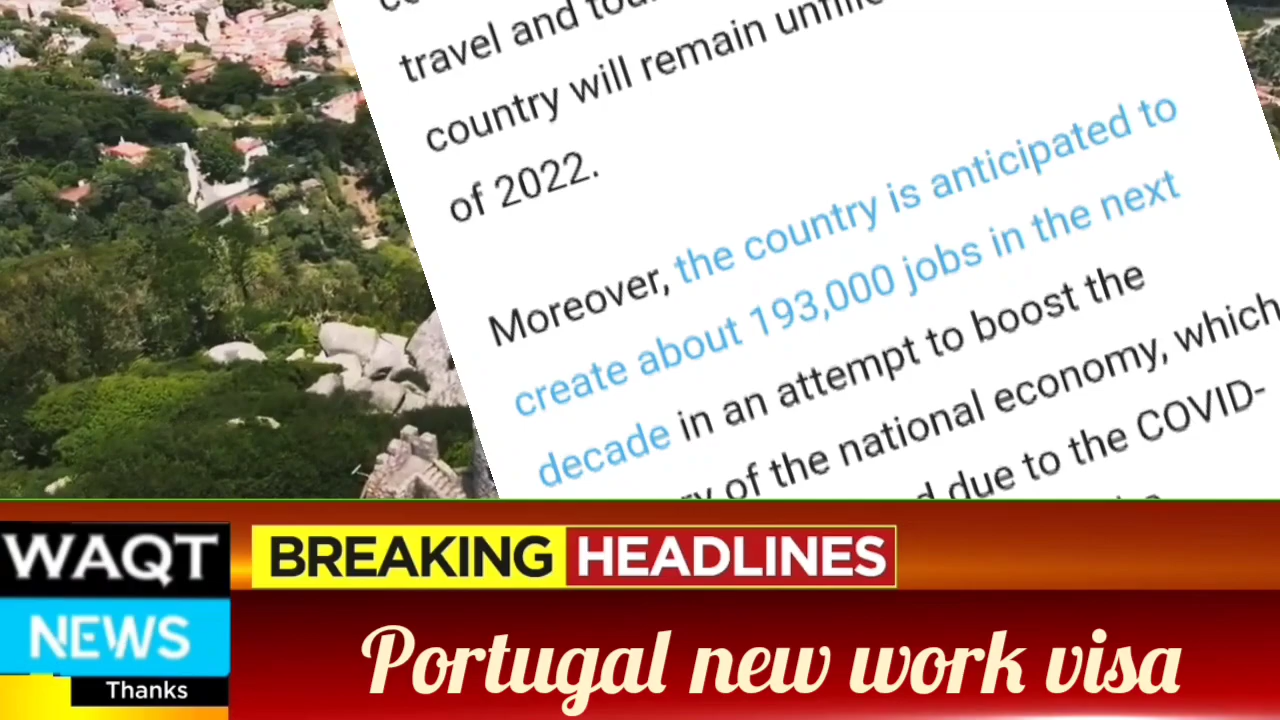 travel and
country will remain
of 2022.
Moreover, the country is anticipated to
create about 193,000 jobs in the next
decade in an attempt to boost the
of the national economy, which
due to the COVID-
WAQT
NEWS
Thanks
BREAKING HEADLINES
Portugal new work visa